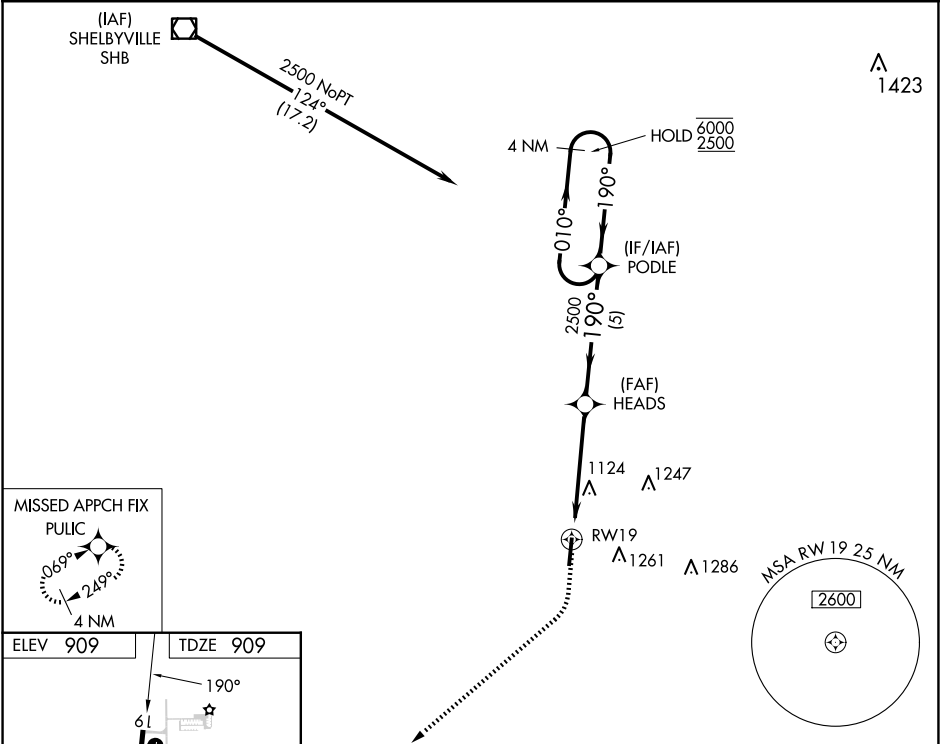 (IAF)
SHELBYVILLE
SHB
2500 NoPT
124°
(17.2)
1423
4 NM
HOLD 6000
2500
190°
010°
(IF/IAF)
PODLE
2500
190°
(5)
(FAF)
HEADS
1124
1247
RW19
1261
1286
MISSED APPCH FIX
PULIC
069°
249°
4 NM
MSA RW 19 25 NM
2600
ELEV 909
TDZE 909
190°
19